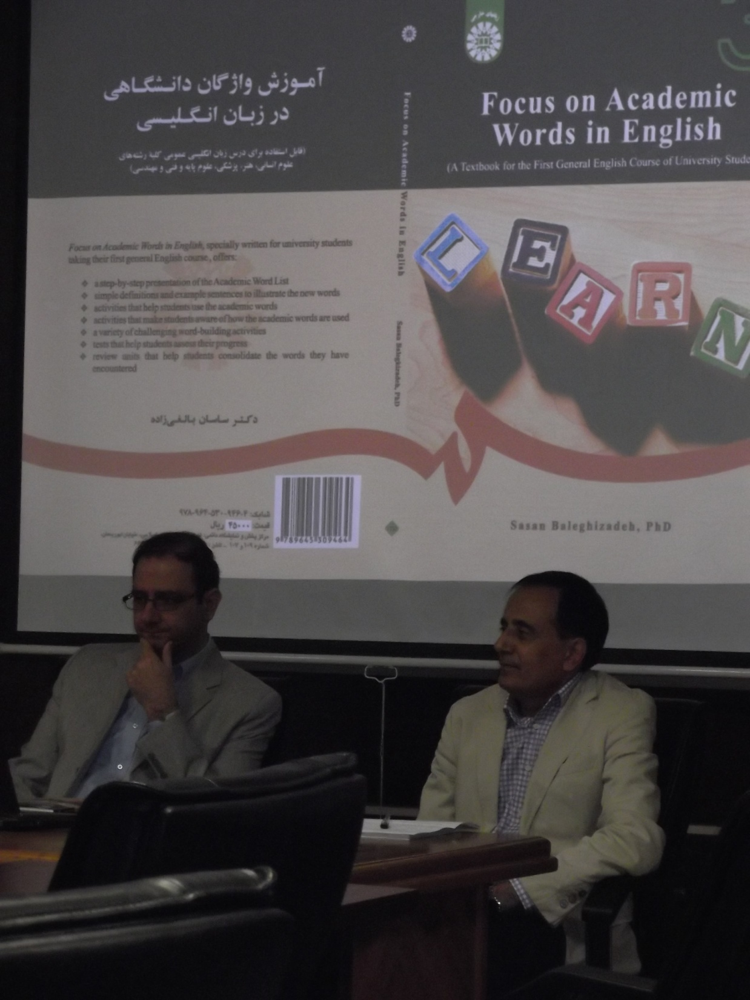 آموزش واژگان دانشگاهی
در زبان انگلیسی
(قابل استفاده برای درس زبان انگلیسی عمومی کلیهٔ رشته‌های
علوم انسانی، هنر، پزشکی، علوم پایه و فنی و مهندسی)
Focus on Academic Words in English, specially written for university students
taking their first general English course, offers:
❖ a step-by-step presentation of the Academic Word List
❖ simple definitions and example sentences to illustrate the new words
❖ activities that help students use the academic words
❖ activities that make students aware of how the academic words are used
❖ a variety of challenging word-building activities
❖ tests that help students assess their progress
❖ review units that help students consolidate the words they have
encountered
دکتر ساسان بالغی‌زاده
شابک: ۴-۹۴۶-۵۳۰-۹۶۴-۹۷۸
قیمت: ۴۵۰۰۰ ریال
9 789645 309464
Focus on Academic Words in English
Sasan Baleghizadeh, PhD
Focus on Academic
Words in English
(A Textbook for the First General English Course of University Stude
L E A R N
Sasan Baleghizadeh, PhD